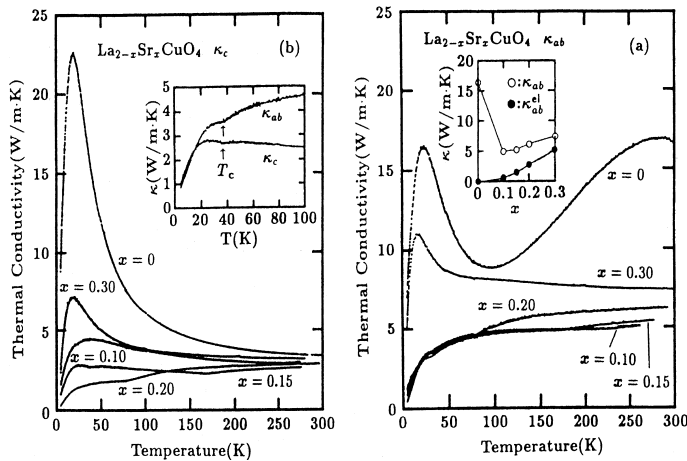 La₂₋ₓSrₓCuO₄ κc (b)
Thermal Conductivity(W/m·K)
25
20
15
10
5
0
κ(W/m·K)
5
4
3
2
1
0
κab
κc
↑
↑
Tc
0 20 40 60 80 100
T(K)
x=0
x=0.30
x=0.10
x=0.20
x=0.15
0 50 100 150 200 250 300
Temperature(K)
La₂₋ₓSrₓCuO₄ κab (a)
Thermal Conductivity(W/m·K)
20
15
10
5
0
κ(W/m·K)
20
15
10
5
0
○:κab
●:κab^el
0 0.1 0.2 0.3
x
x=0
x=0.30
x=0.20
x=0.10
x=0.15
0 50 100 150 200 250 300
Temperature(K)